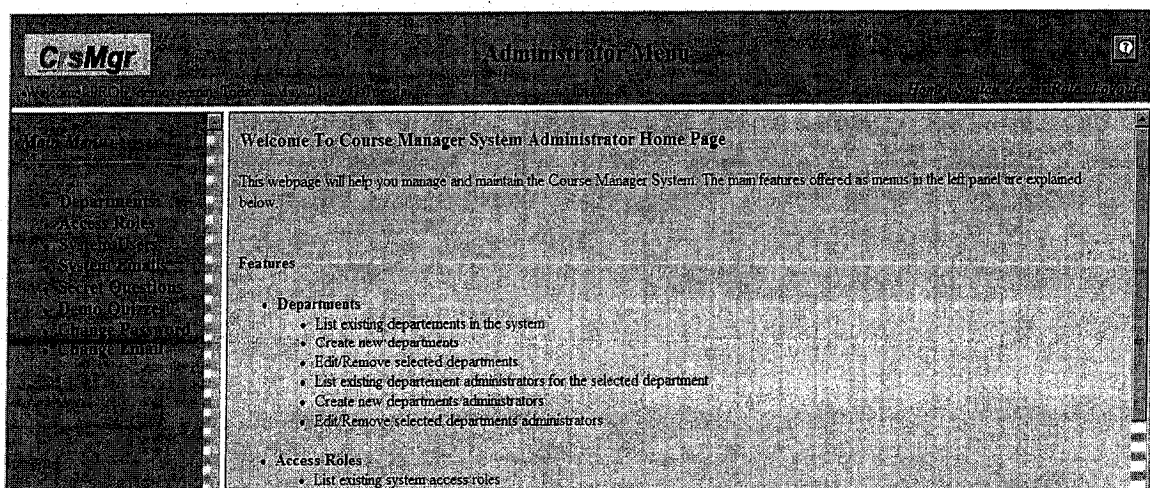 CrsMgr
Administrator Menu
Main Menu
Departments
Access Roles
System Users
System Emails
Secret Questions
Demo Quizzes
Change Password
Change Email
Welcome To Course Manager System Administrator Home Page
This webpage will help you manage and maintain the Course Manager System. The main features offered as menus in the left panel are explained
below
Features
Departments
List existing departements in the system
Create new departments
Edit/Remove selected departments
List existing departement administrators for the selected department
Create new departments administrators
Edit/Remove selected departments administrators
Access Roles
List existing system access roles